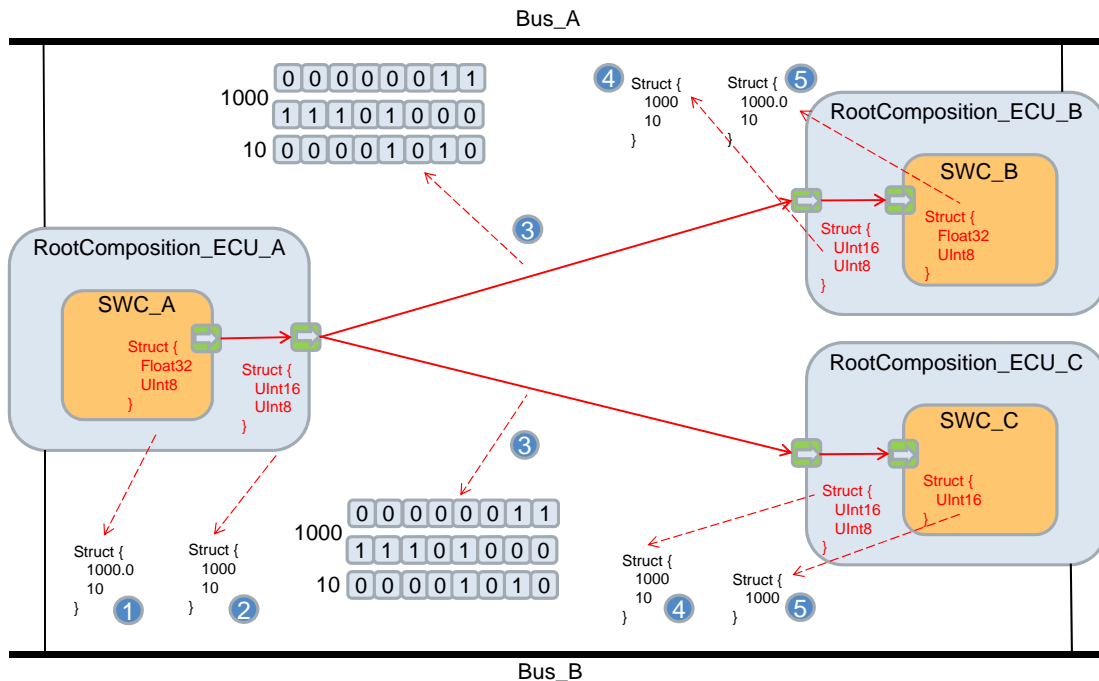 Bus_A
0 0 0 0 0 0 1 1
1000
1 1 1 0 1 0 0 0
10 0 0 0 0 1 0 1 0
3
4
Struct {
1000
10
}
5
Struct {
1000.0
10
}
RootComposition_ECU_B
SWC_B
Struct {
UInt16
UInt8
}
Struct {
Float32
UInt8
}
RootComposition_ECU_A
SWC_A
Struct {
Float32
UInt8
}
Struct {
UInt16
UInt8
}
RootComposition_ECU_C
SWC_C
Struct {
UInt16
UInt8
}
Struct {
UInt16
}
3
0 0 0 0 0 0 1 1
1000
1 1 1 0 1 0 0 0
10 0 0 0 0 1 0 1 0
Struct {
1000.0
10
}
1
Struct {
1000
10
}
2
Struct {
1000
10
}
4
Struct {
1000
}
5
Bus_B